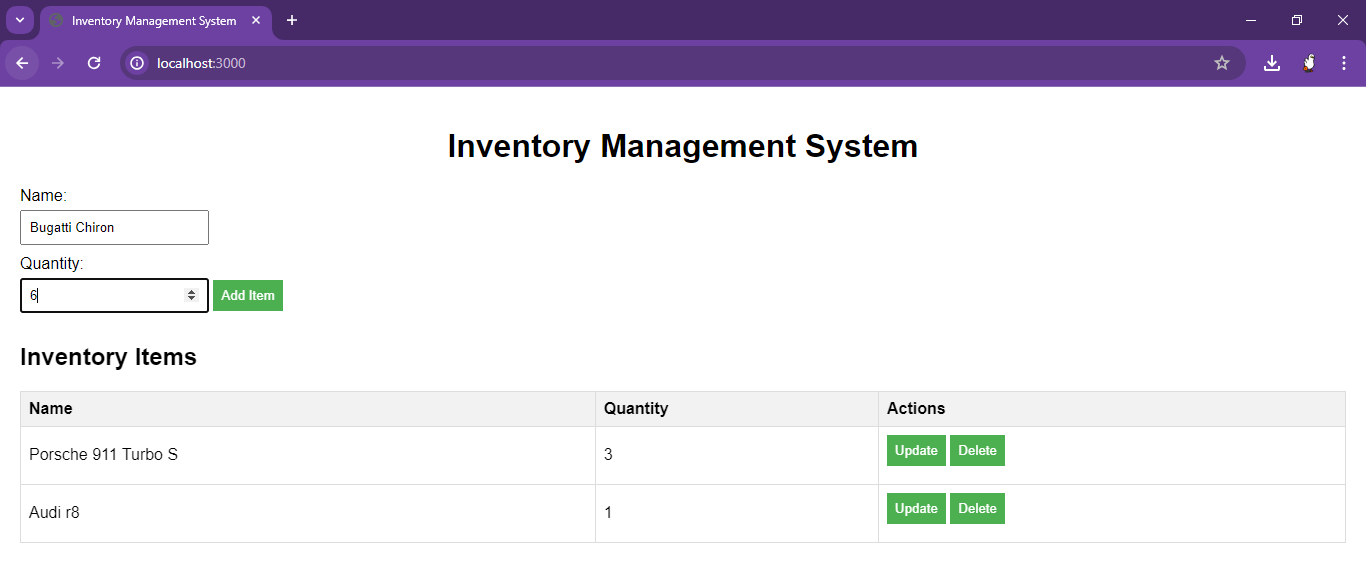 Inventory Management System
localhost:3000
Inventory Management System
Name:
Bugatti Chiron
Quantity:
6 Add Item
Inventory Items
Name Quantity Actions
Porsche 911 Turbo S 3 Update Delete
Audi r8 1 Update Delete